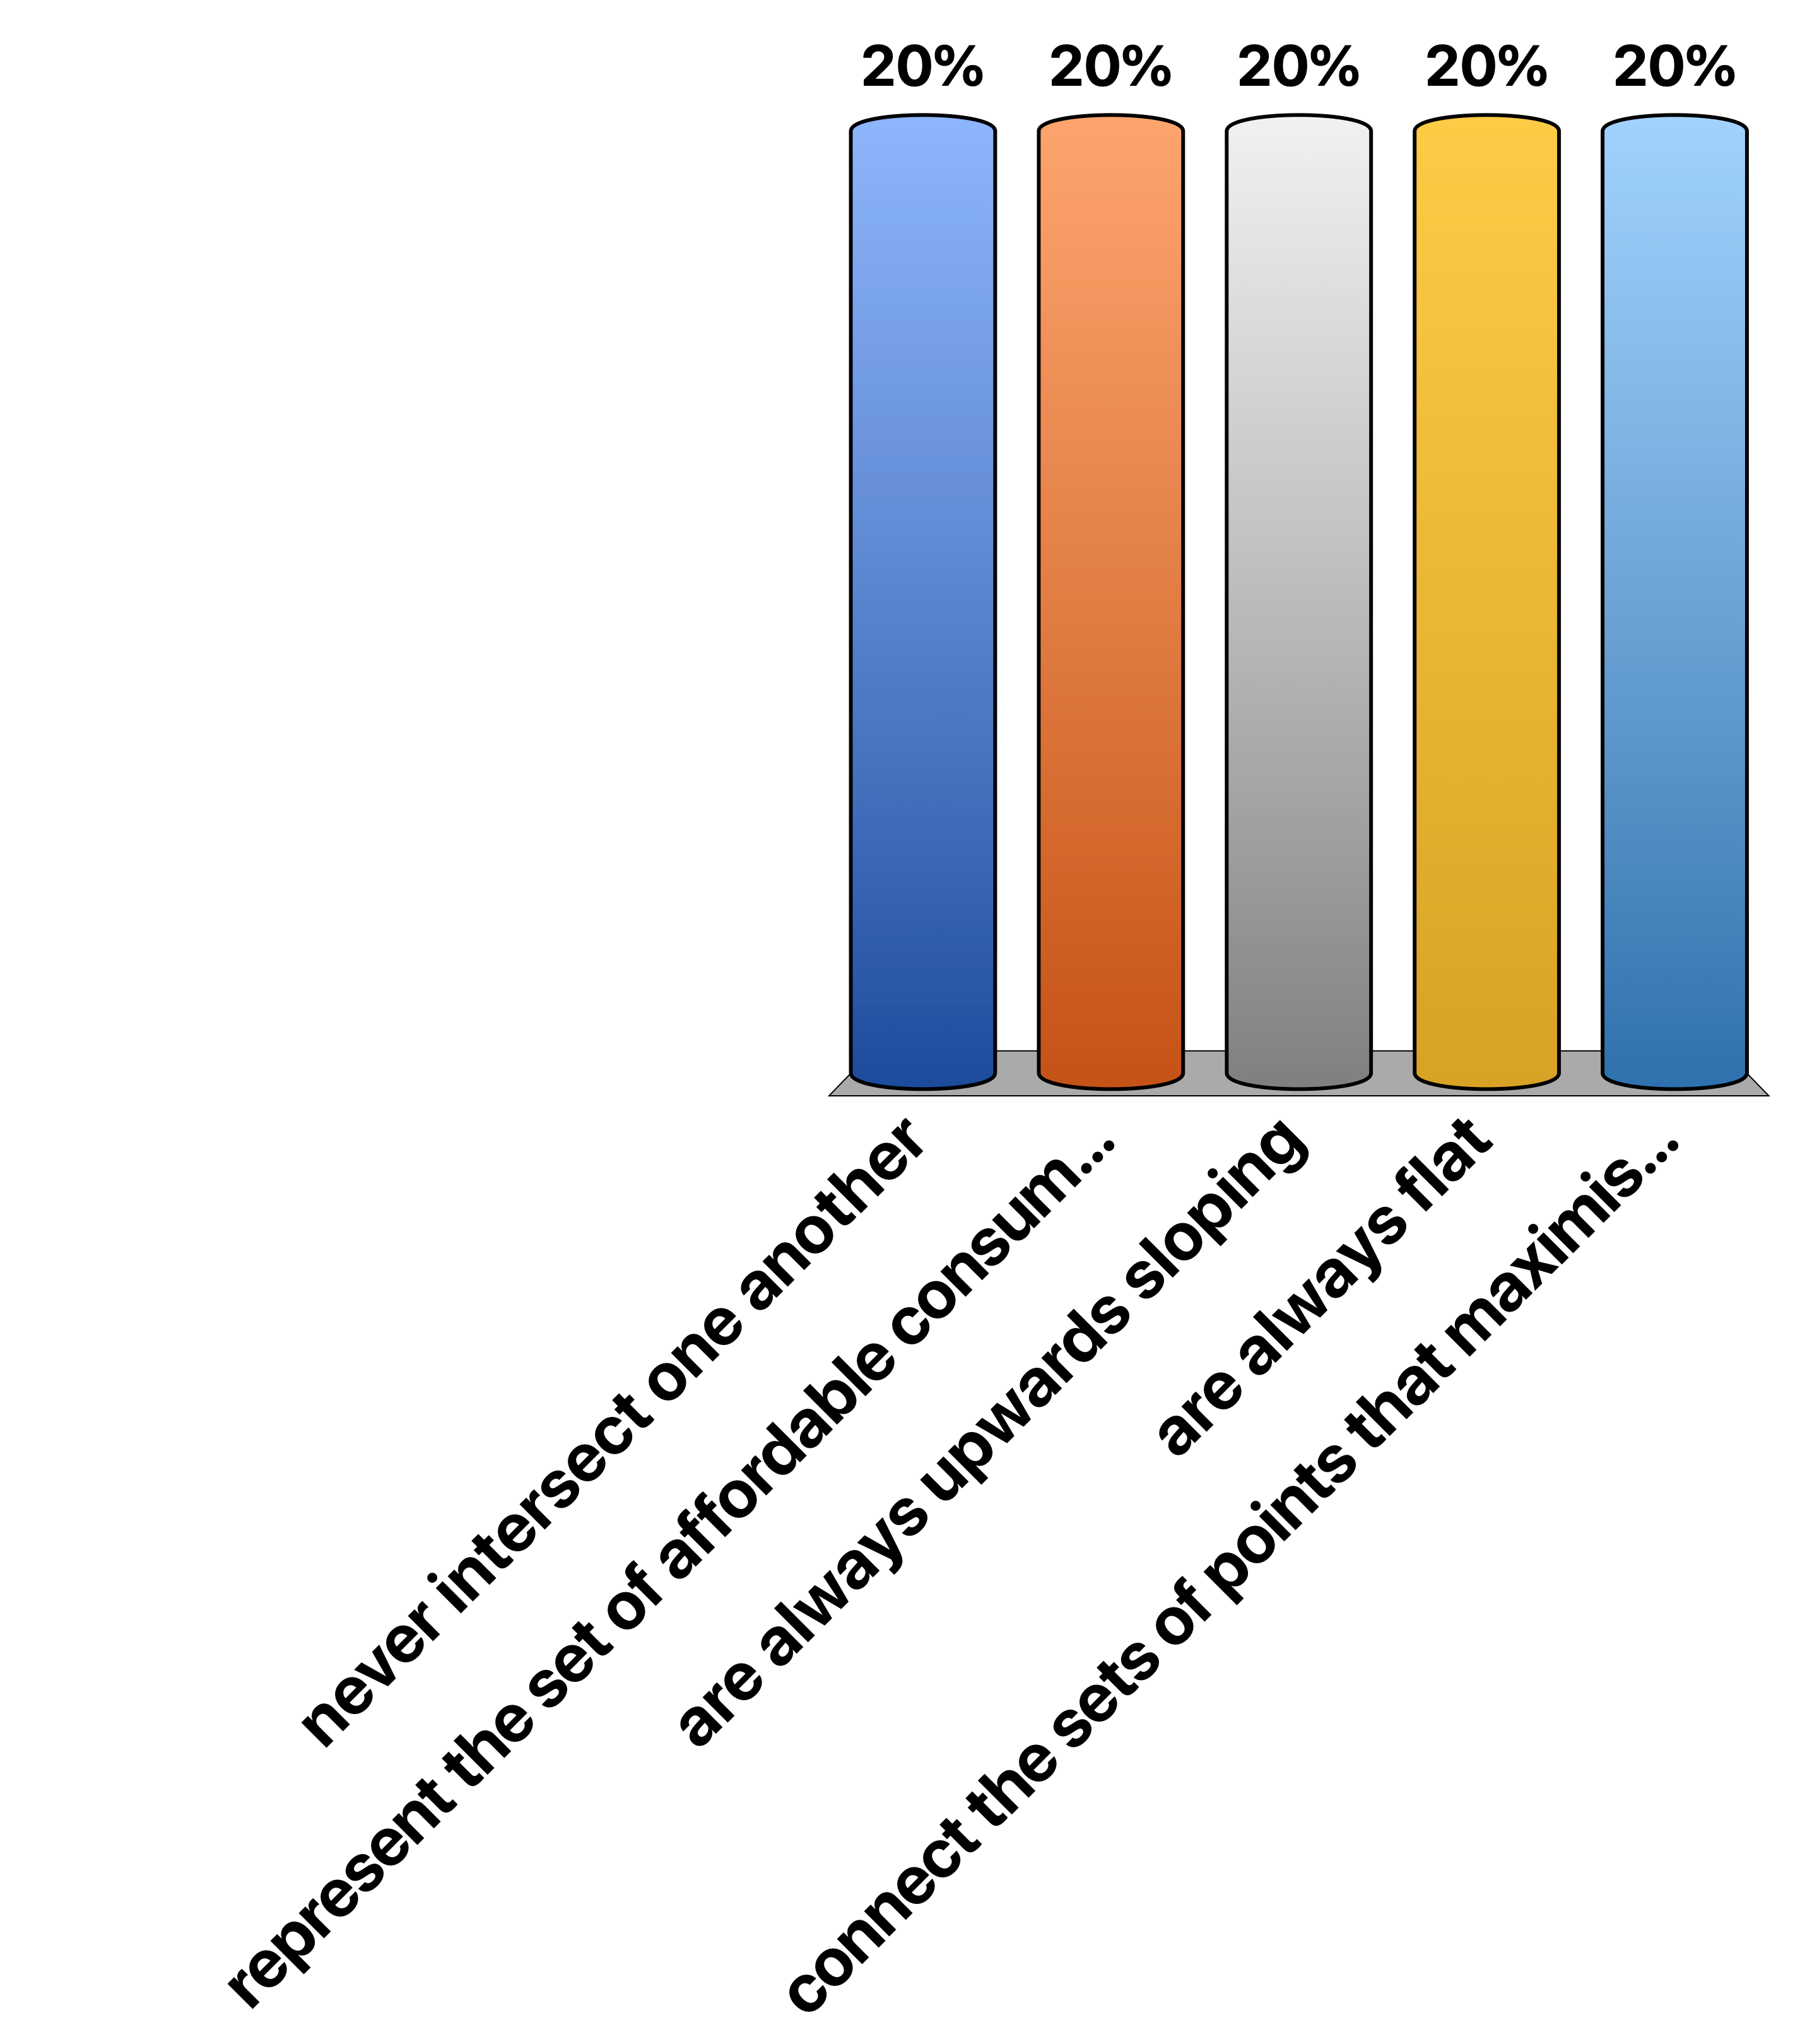 20% 20% 20% 20% 20%
never intersect one another
represent the set of affordable consum...
are always upwards sloping
are always flat
connect the sets of points that maximis...